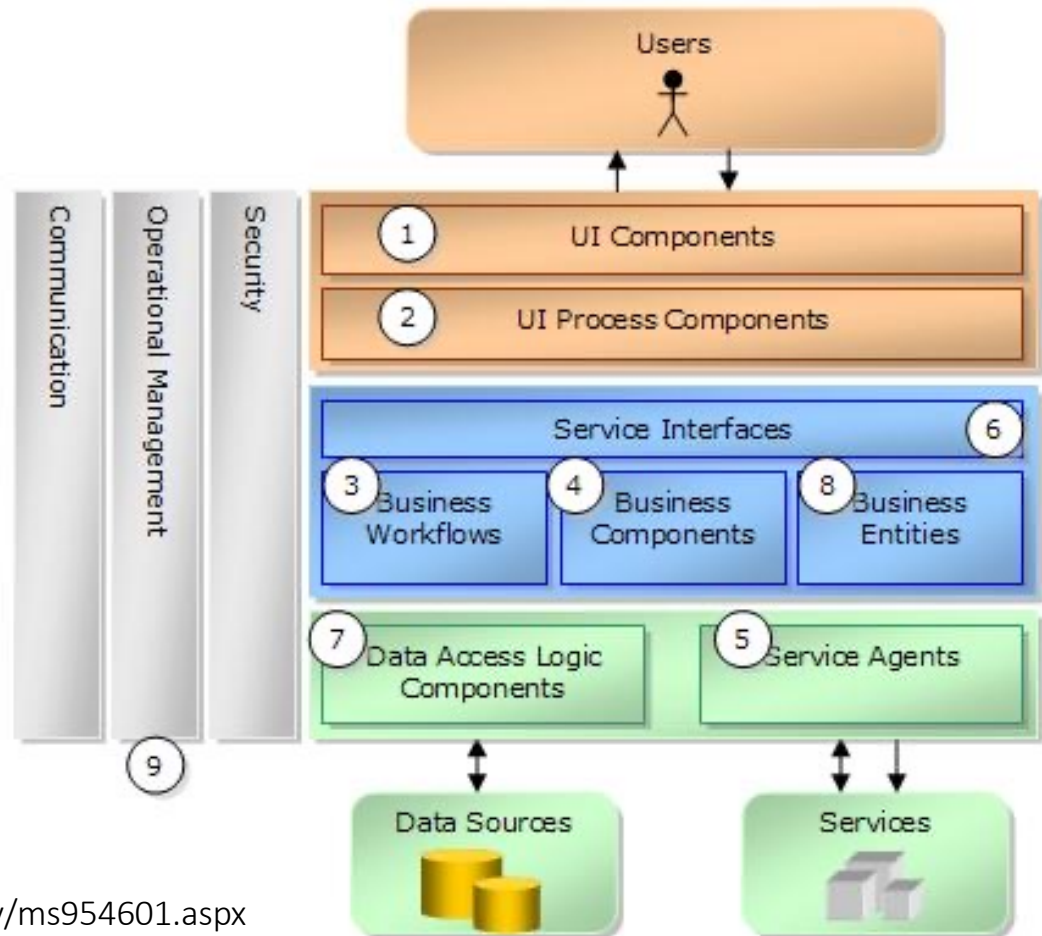 Users
Communication
Operational Management
Security
1
UI Components
2
UI Process Components
Service Interfaces
6
3
Business
Workflows
4
Business
Components
8
Business
Entities
7
Data Access Logic
Components
5
Service Agents
9
Data Sources
Services
/ms954601.aspx